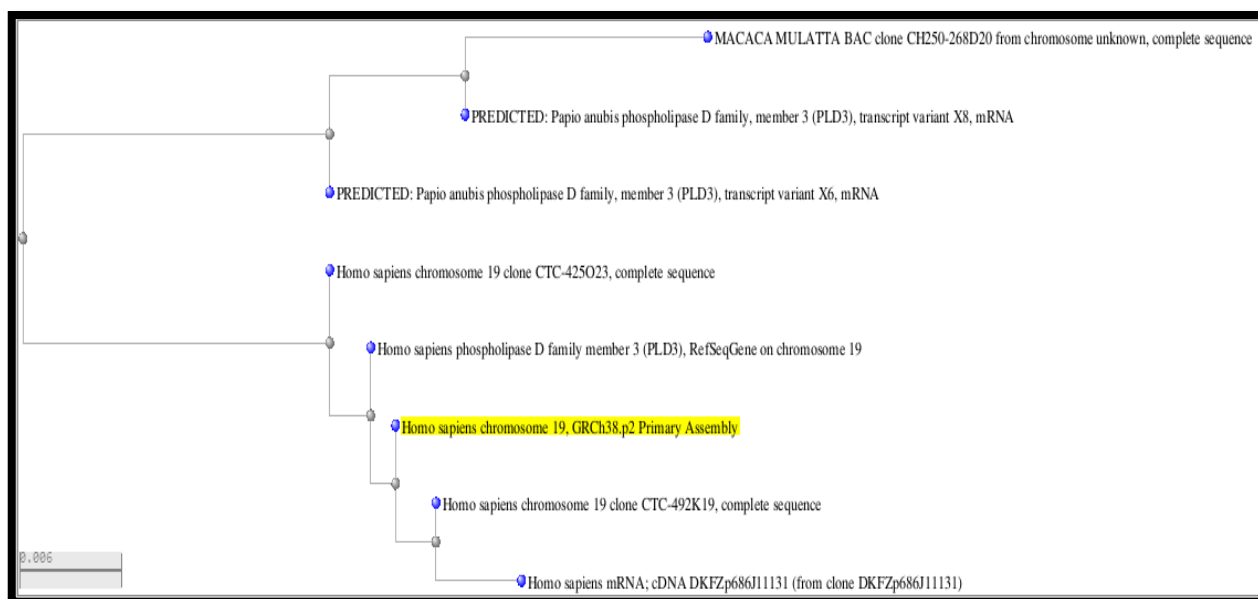 MACACA MULATTA BAC clone CH250-268D20 from chromosome unknown, complete sequence
PREDICTED: Papio anubis phospholipase D family, member 3 (PLD3), transcript variant X8, mRNA
PREDICTED: Papio anubis phospholipase D family, member 3 (PLD3), transcript variant X6, mRNA
Homo sapiens chromosome 19 clone CTC-425O23, complete sequence
Homo sapiens phospholipase D family member 3 (PLD3), RefSeqGene on chromosome 19
Homo sapiens chromosome 19, GRCh38.p2 Primary Assembly
Homo sapiens chromosome 19 clone CTC-492K19, complete sequence
0.006
Homo sapiens mRNA; cDNA DKFZp686J11131 (from clone DKFZp686J11131)